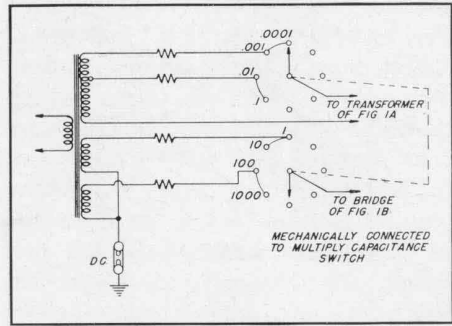 .0001
.001
.01
.1
TO TRANSFORMER
OF FIG 1A
1
10
100
1000
TO BRIDGE
OF FIG. 1B
D.C.
MECHANICALLY CONNECTED
TO MULTIPLY CAPACITANCE
SWITCH